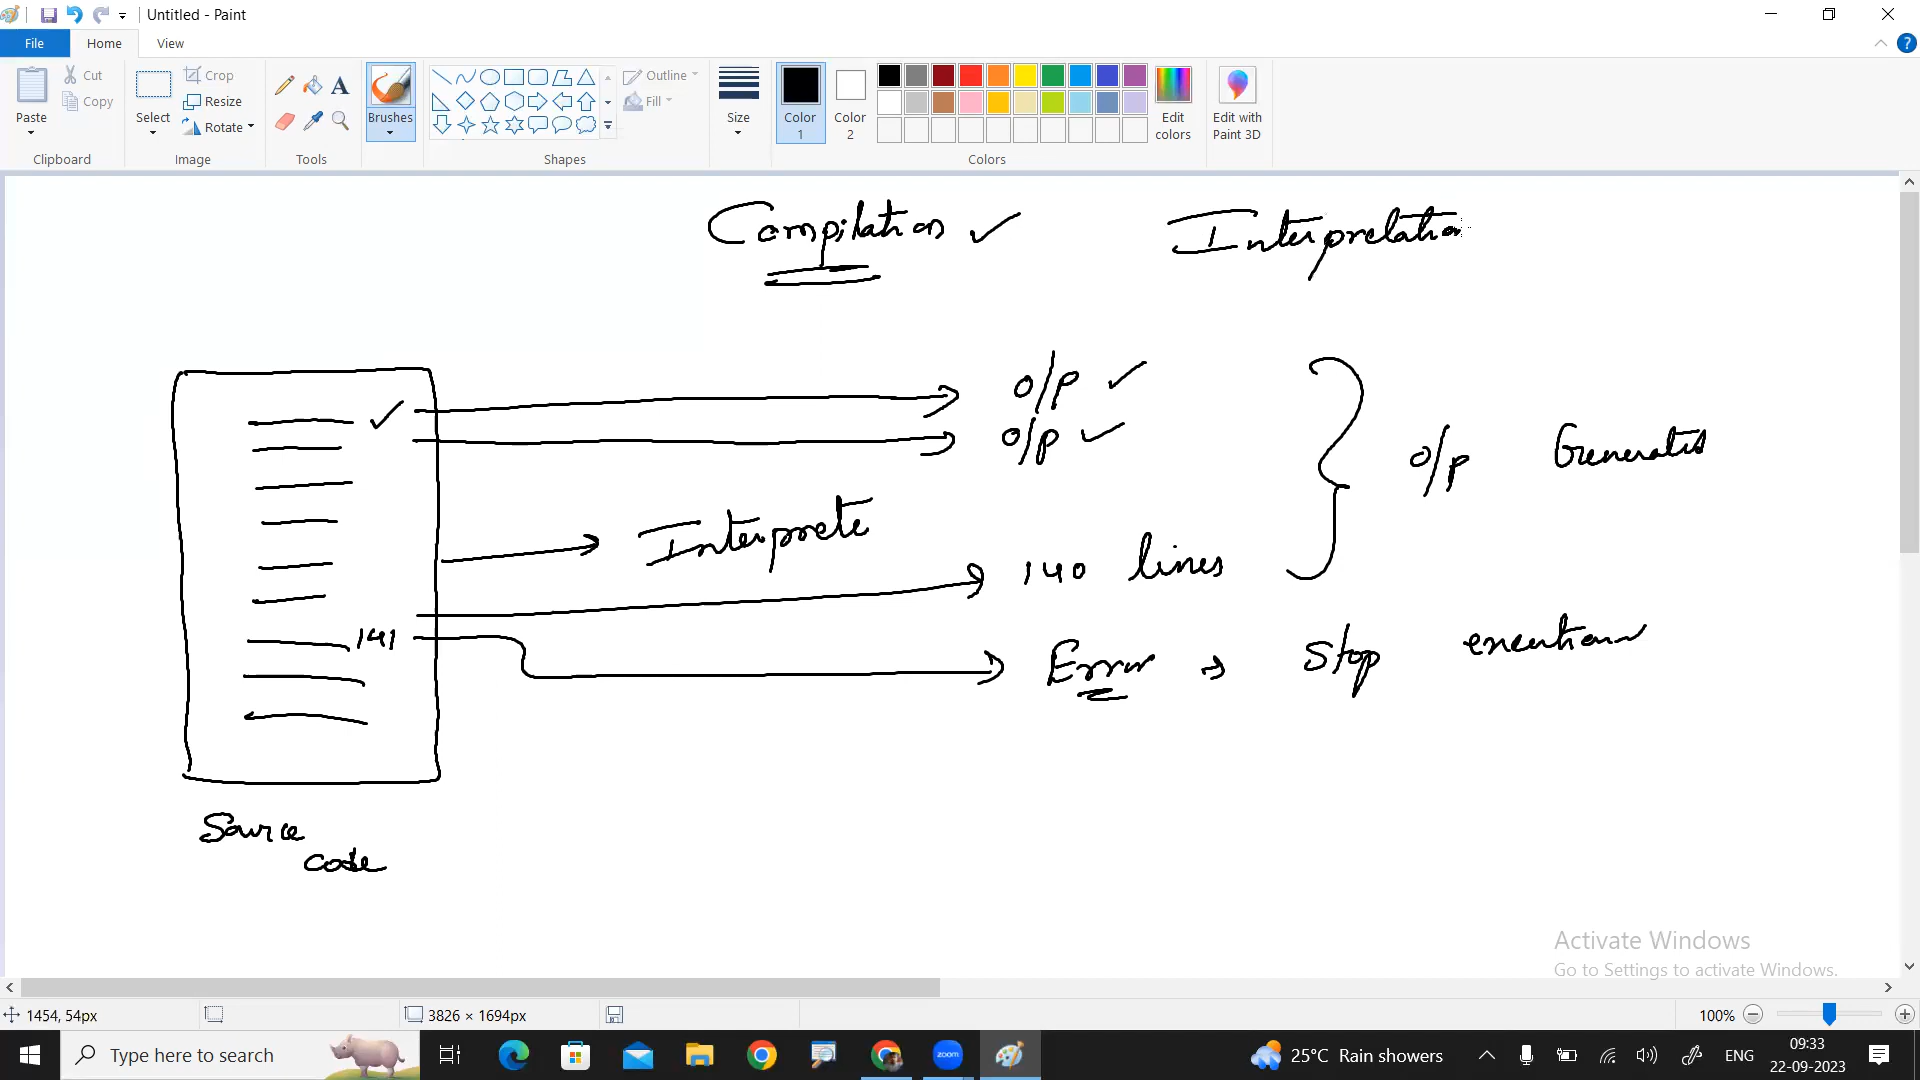 Untitled - Paint
File Home View
Paste
Cut
Copy
Clipboard
Select
Crop
Resize
Rotate
Image
Tools
Brushes
Outline
Fill
Shapes
Size
Color 1
Color 2
Colors
Edit colors
Edit with Paint 3D
Compilation Interpretation
o/p
o/p
o/p Generates
Interprete
140 lines
141
Error → Stop execution
Source
code
Activate Windows
Go to Settings to activate Windows.
1454, 54px
3826 × 1694px
100%
Type here to search
zoom
25°C Rain showers
ENG
09:33
22-09-2023